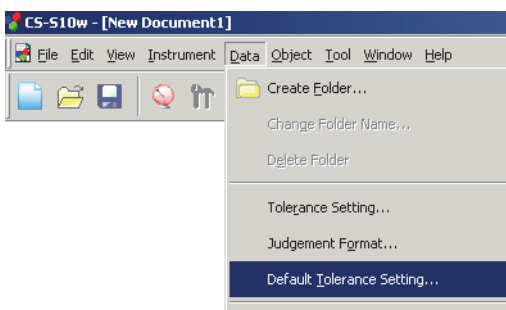 CS-S10w - [New Document1]
File Edit View Instrument Data Object Tool Window Help
Create Folder...
Change Folder Name...
Delete Folder
Tolerance Setting...
Judgement Format...
Default Tolerance Setting...